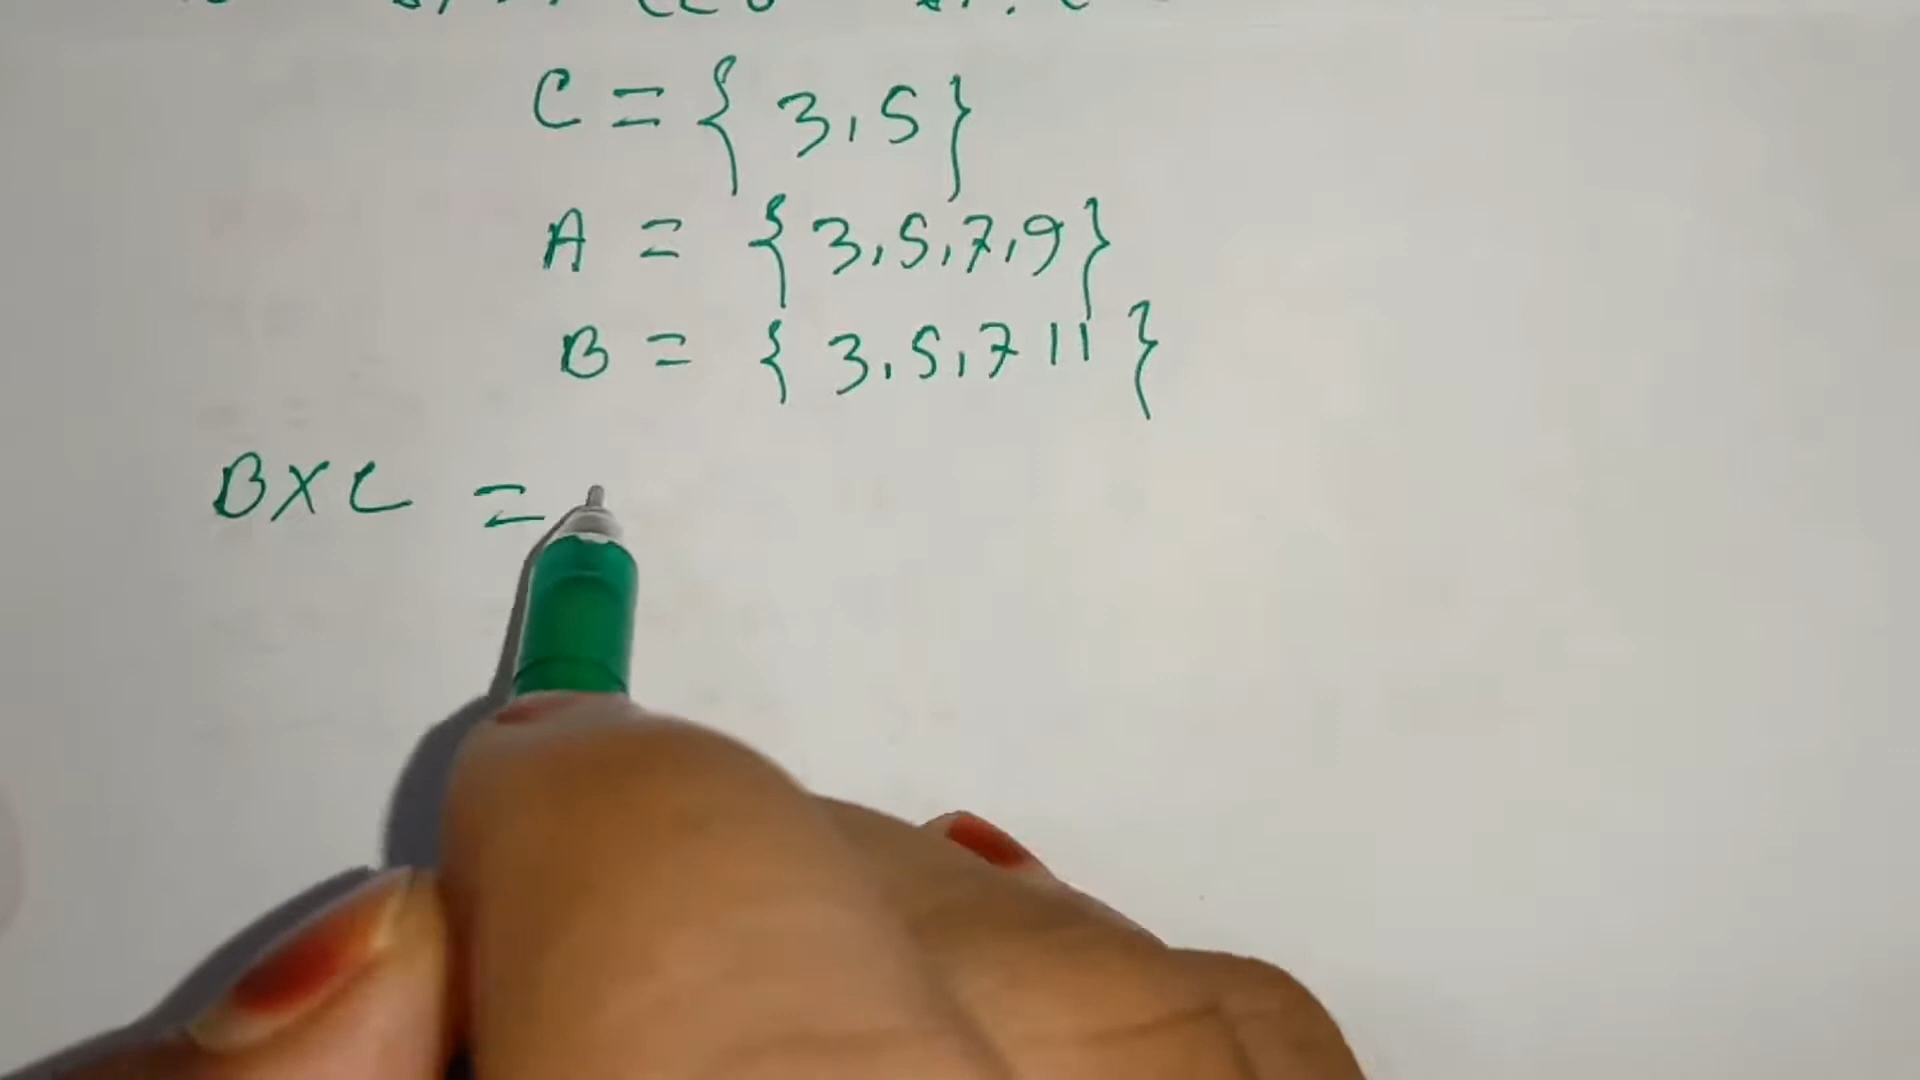 C = { 3, 5 }
A = { 3, 5, 7, 9 }
B = { 3, 5, 7 11 }
B X C =